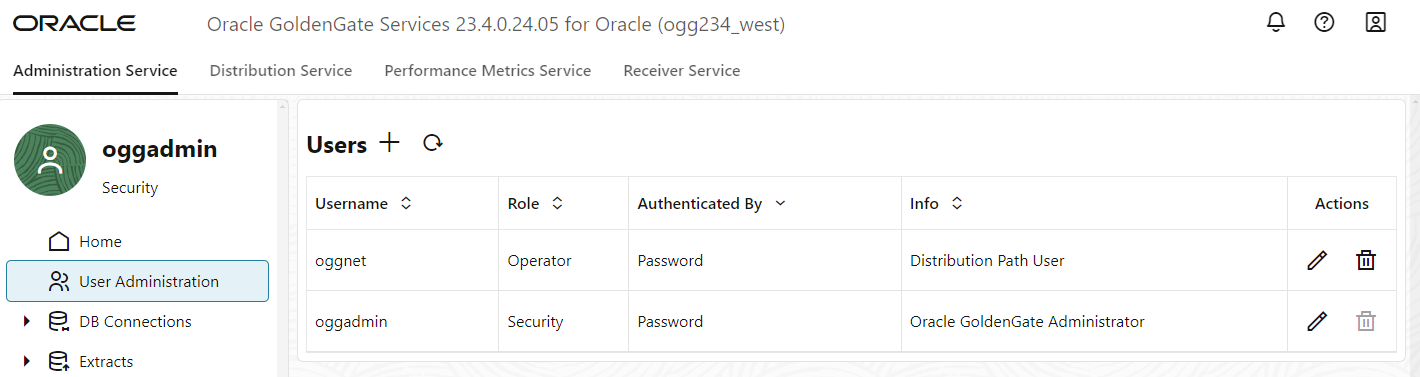 ORACLE Oracle GoldenGate Services 23.4.0.24.05 for Oracle (ogg234_west)
Administration Service Distribution Service Performance Metrics Service Receiver Service
oggadmin
Security
Home
User Administration
DB Connections
Extracts
Users
Username Role Authenticated By Info Actions
oggnet Operator Password Distribution Path User
oggadmin Security Password Oracle GoldenGate Administrator